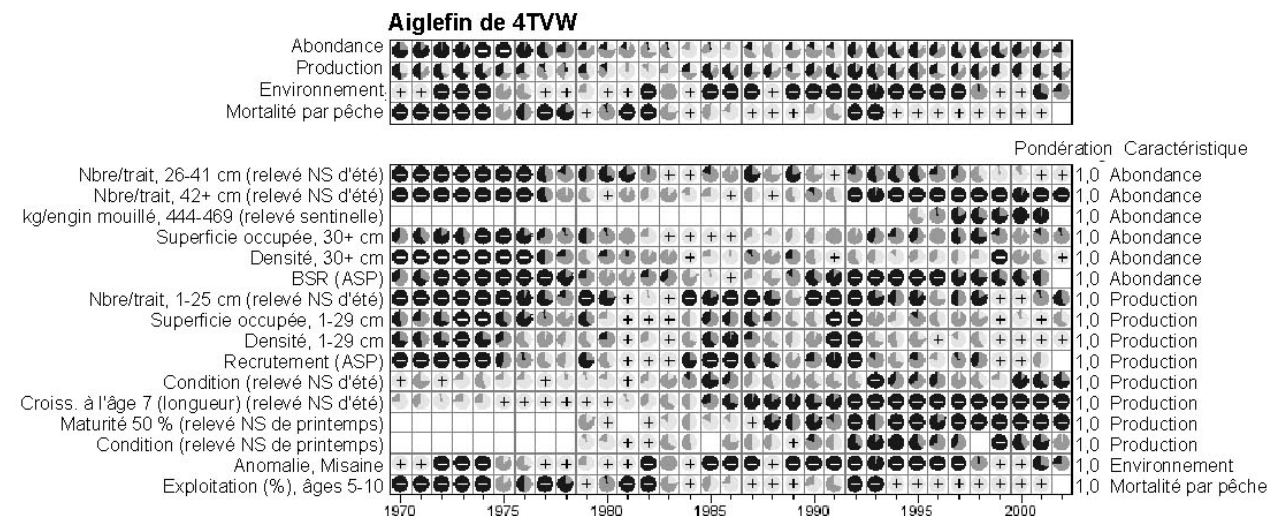 Aiglefin de 4TVW
Abondance
Production
Environnement
Mortalité par pêche
Pondération Caractéristique
Nbre/trait, 26-41 cm (relevé NS d'été) 1,0 Abondance
Nbre/trait, 42+ cm (relevé NS d'été) 1,0 Abondance
kg/engin mouillé, 444-469 (relevé sentinelle) 1,0 Abondance
Superficie occupée, 30+ cm 1,0 Abondance
Densité, 30+ cm 1,0 Abondance
BSR (ASP) 1,0 Abondance
Nbre/trait, 1-25 cm (relevé NS d'été) 1,0 Production
Superficie occupée, 1-29 cm 1,0 Production
Densité, 1-29 cm 1,0 Production
Recrutement (ASP) 1,0 Production
Condition (relevé NS d'été) 1,0 Production
Croiss. à l'âge 7 (longueur) (relevé NS d'été) 1,0 Production
Maturité 50 % (relevé NS de printemps) 1,0 Production
Condition (relevé NS de printemps) 1,0 Production
Anomalie, Misaine 1,0 Environnement
Exploitation (%), âges 5-10 1,0 Mortalité par pêche
1970 1975 1980 1985 1990 1995 2000